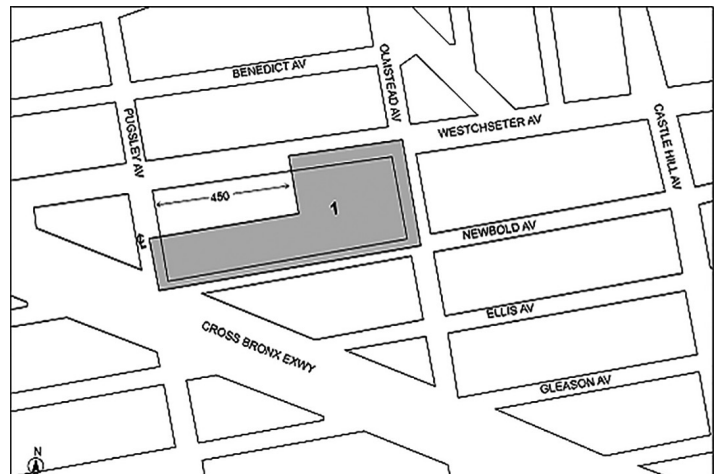 BENEDICT AV
OLMSTEAD AV
PUGSLEY AV
WESTCHSETER AV
CASTLE HILL AV
450
1
NEWBOLD AV
ELLIS AV
CROSS BRONX EXWY
GLEASON AV
N